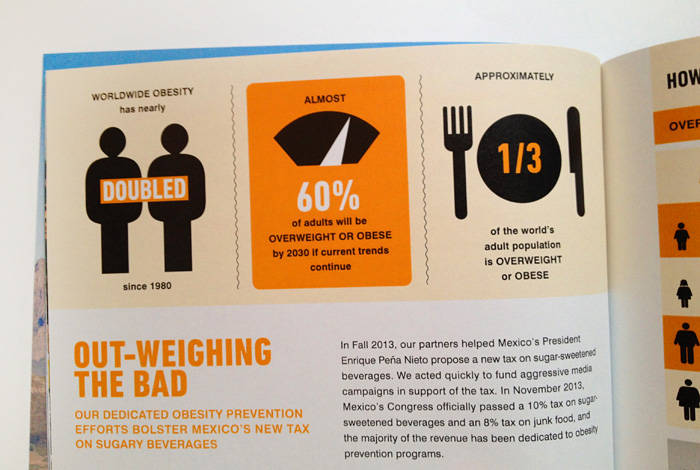 WORLDWIDE OBESITY
has nearly
DOUBLED
since 1980
ALMOST
60%
of adults will be
OVERWEIGHT OR OBESE
by 2030 if current trends
continue
APPROXIMATELY
1/3
of the world's
adult population
is OVERWEIGHT
or OBESE
OUT-WEIGHING
THE BAD
OUR DEDICATED OBESITY PREVENTION
EFFORTS BOLSTER MEXICO'S NEW TAX
ON SUGARY BEVERAGES
In Fall 2013, our partners helped Mexico's President
Enrique Peña Nieto propose a new tax on sugar-sweetened
beverages. We acted quickly to fund aggressive media
campaigns in support of the tax. In November 2013,
Mexico's Congress officially passed a 10% tax on sugar-
sweetened beverages and an 8% tax on junk food, and
the majority of the revenue has been dedicated to obesity
prevention programs.
HOW
OVER